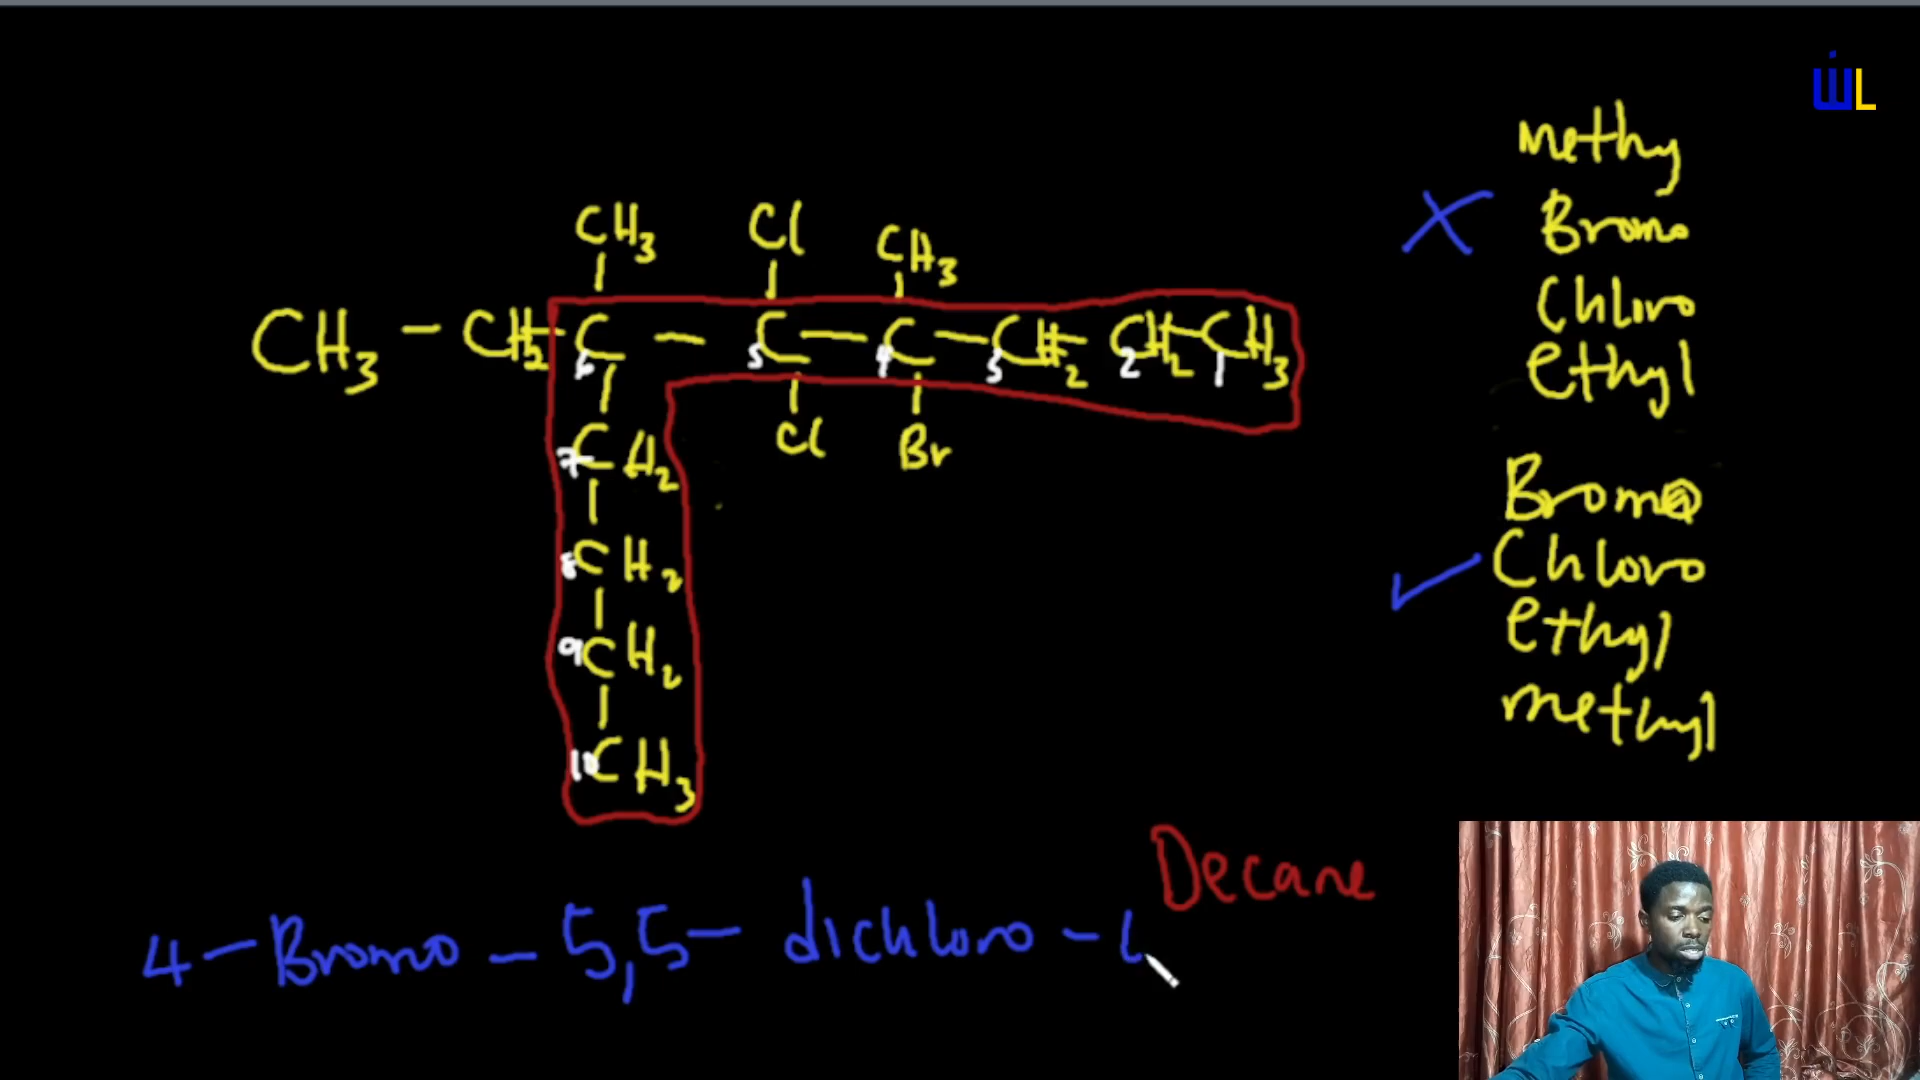 ẆL
methy
Bromo
Chloro
ethyl
Bromo
Chloro
ethyl
methyl
CH3 Cl CH3
CH3 - CH2 - C - C - C - CH2 - CH2 - CH3
6 5 4 3 2 1
Cl Br
7 CH2
8 CH2
9 CH2
10 CH3
Decane
4 - Bromo - 5,5 - dichloro - 6